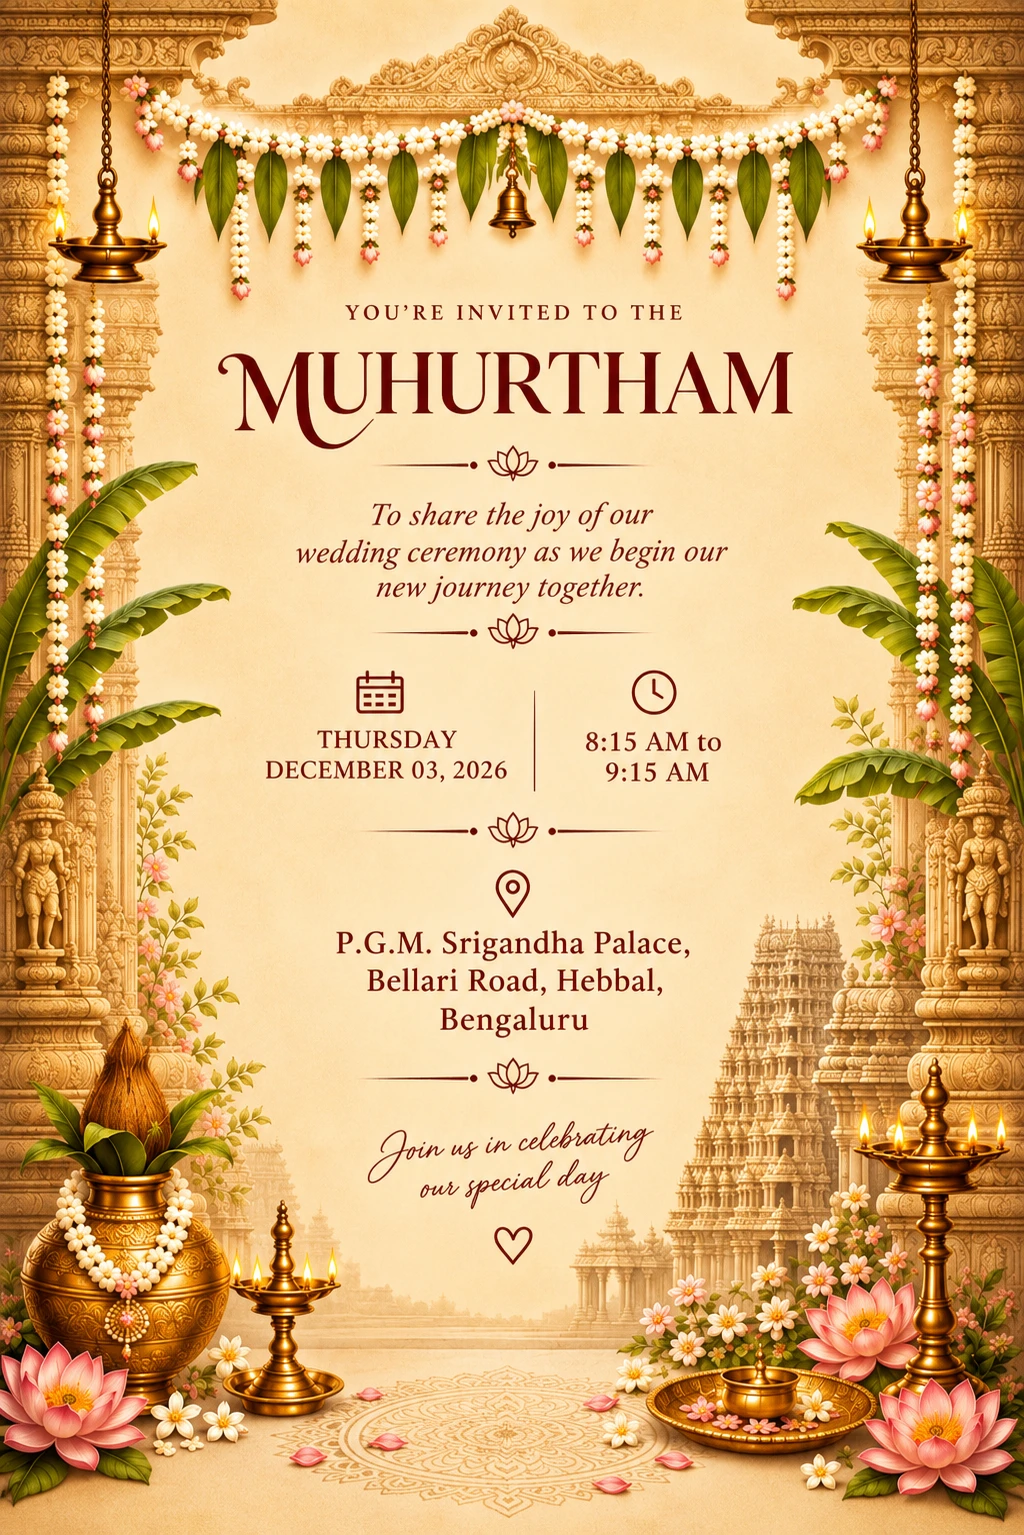 YOU'RE INVITED TO THE
MUHURTHAM
To share the joy of our
wedding ceremony as we begin our
new journey together.
THURSDAY
DECEMBER 03, 2026
8:15 AM to
9:15 AM
P.G.M. Srigandha Palace,
Bellari Road, Hebbal,
Bengaluru
Join us in celebrating
our special day